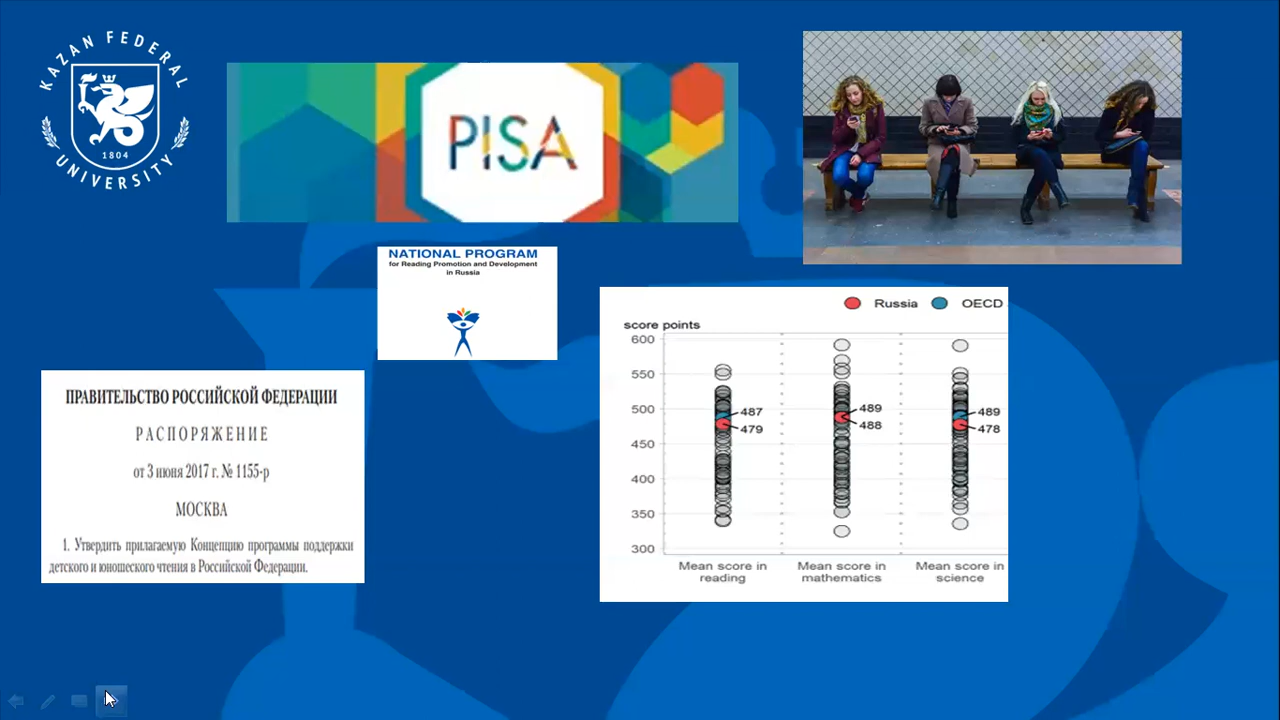 KAZAN FEDERAL
1804
UNIVERSITY
PISA
NATIONAL PROGRAM
for Reading Promotion and Development
in Russia
ПРАВИТЕЛЬСТВО РОССИЙСКОЙ ФЕДЕРАЦИИ
РАСПОРЯЖЕНИЕ
от 3 июня 2017 г. № 1155-р
МОСКВА
1. Утвердить прилагаемую Концепцию программы поддержки
детского и юношеского чтения в Российской Федерации.
Russia OECD
score points
600
550
500
487 489 489
479 488 478
450
400
350
300
Mean score in Mean score in Mean score in
reading mathematics science